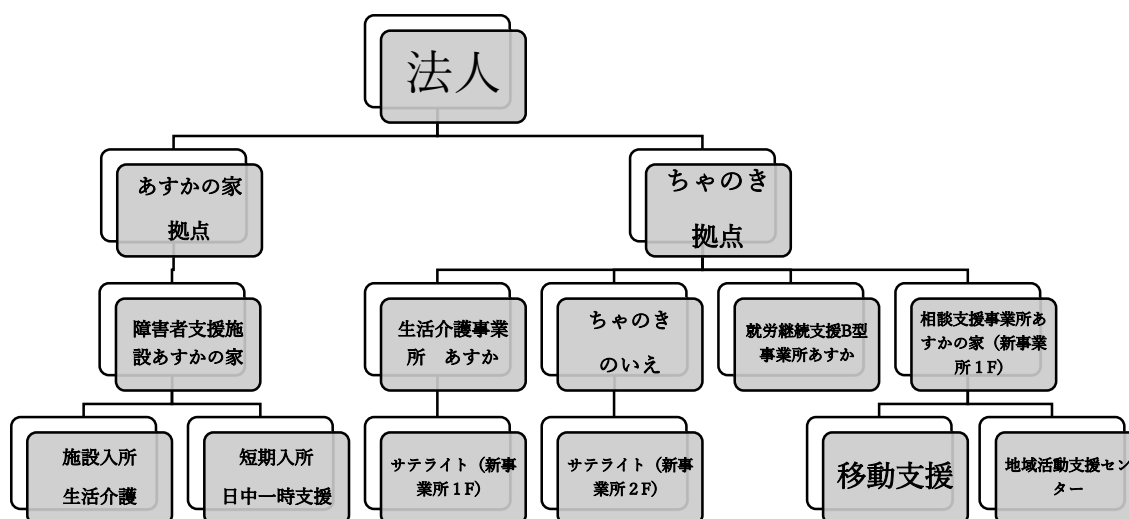 法人
あすかの家
拠点
ちゃのき
拠点
障害者支援施
設あすかの家
生活介護事業
所　あすか
ちゃのき
のいえ
就労継続支援B型
事業所あすか
相談支援事業所あ
すかの家（新事業
所１F）
施設入所
生活介護
短期入所
日中一時支援
サテライト（新事
業所１F）
サテライト（新事
業所２F）
移動支援
地域活動支援セン
ター